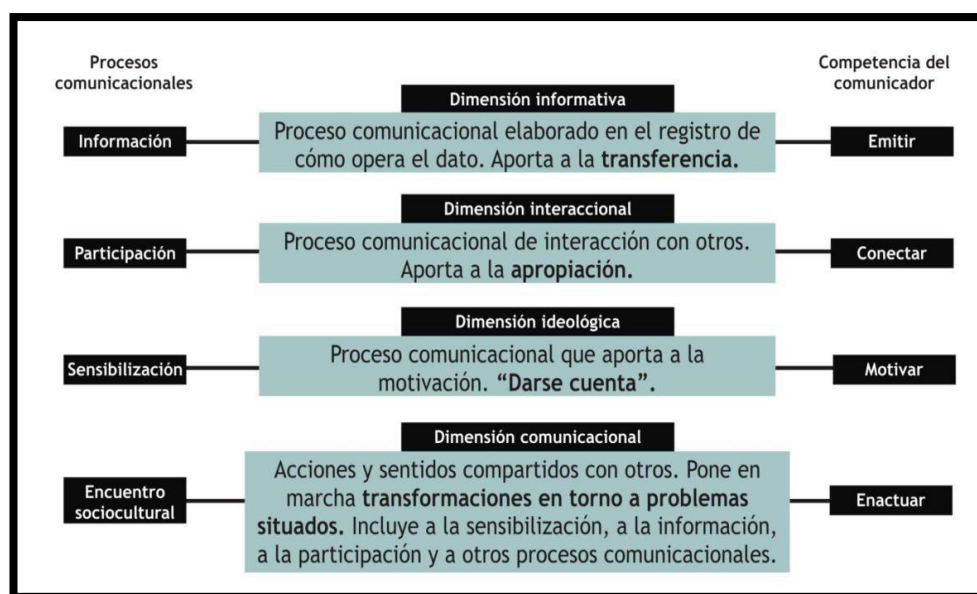 Procesos
comunicacionales
Competencia del
comunicador
Dimensión informativa
Información
Proceso comunicacional elaborado en el registro de
cómo opera el dato. Aporta a la transferencia.
Emitir
Dimensión interaccional
Participación
Proceso comunicacional de interacción con otros.
Aporta a la apropiación.
Conectar
Dimensión ideológica
Sensibilización
Proceso comunicacional que aporta a la
motivación. “Darse cuenta”.
Motivar
Dimensión comunicacional
Encuentro
sociocultural
Acciones y sentidos compartidos con otros. Pone en
marcha transformaciones en torno a problemas
situados. Incluye a la sensibilización, a la información,
a la participación y a otros procesos comunicacionales.
Enactuar